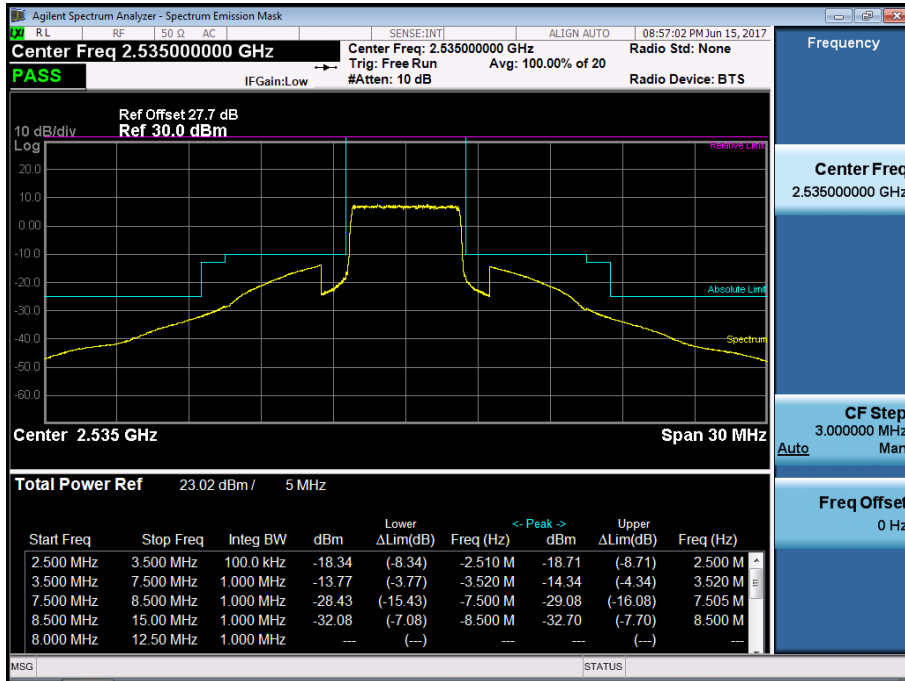 Agilent Spectrum Analyzer - Spectrum Emission Mask
LXI RL RF 50 Ω AC SENSE:INT ALIGN AUTO 08:57:02 PM Jun 15, 2017
Center Freq 2.535000000 GHz
Center Freq: 2.535000000 GHz
Radio Std: None
Trig: Free Run Avg: 100.00% of 20
PASS
IFGain:Low
#Atten: 10 dB
Radio Device: BTS
Ref Offset 27.7 dB
10 dB/div Ref 30.0 dBm
Log
Relative Limit
20.0
10.0
0.00
-10.0
-20.0
Absolute Limit
-30.0
-40.0
Spectrum
-50.0
-60.0
Center 2.535 GHz Span 30 MHz
Total Power Ref 23.02 dBm / 5 MHz
Lower <- Peak -> Upper
Start Freq Stop Freq Integ BW dBm ΔLim(dB) Freq (Hz) dBm ΔLim(dB) Freq (Hz)
2.500 MHz 3.500 MHz 100.0 kHz -18.34 (-8.34) -2.510 M -18.71 (-8.71) 2.500 M
3.500 MHz 7.500 MHz 1.000 MHz -13.77 (-3.77) -3.520 M -14.34 (-4.34) 3.520 M
7.500 MHz 8.500 MHz 1.000 MHz -28.43 (-15.43) -7.500 M -29.08 (-16.08) 7.505 M
8.500 MHz 15.00 MHz 1.000 MHz -32.08 (-7.08) -8.500 M -32.70 (-7.70) 8.500 M
8.000 MHz 12.50 MHz 1.000 MHz --- (---) --- --- (---) ---
MSG STATUS
Frequency
Center Freq
2.535000000 GHz
CF Step
3.000000 MHz
Auto Man
Freq Offset
0 Hz